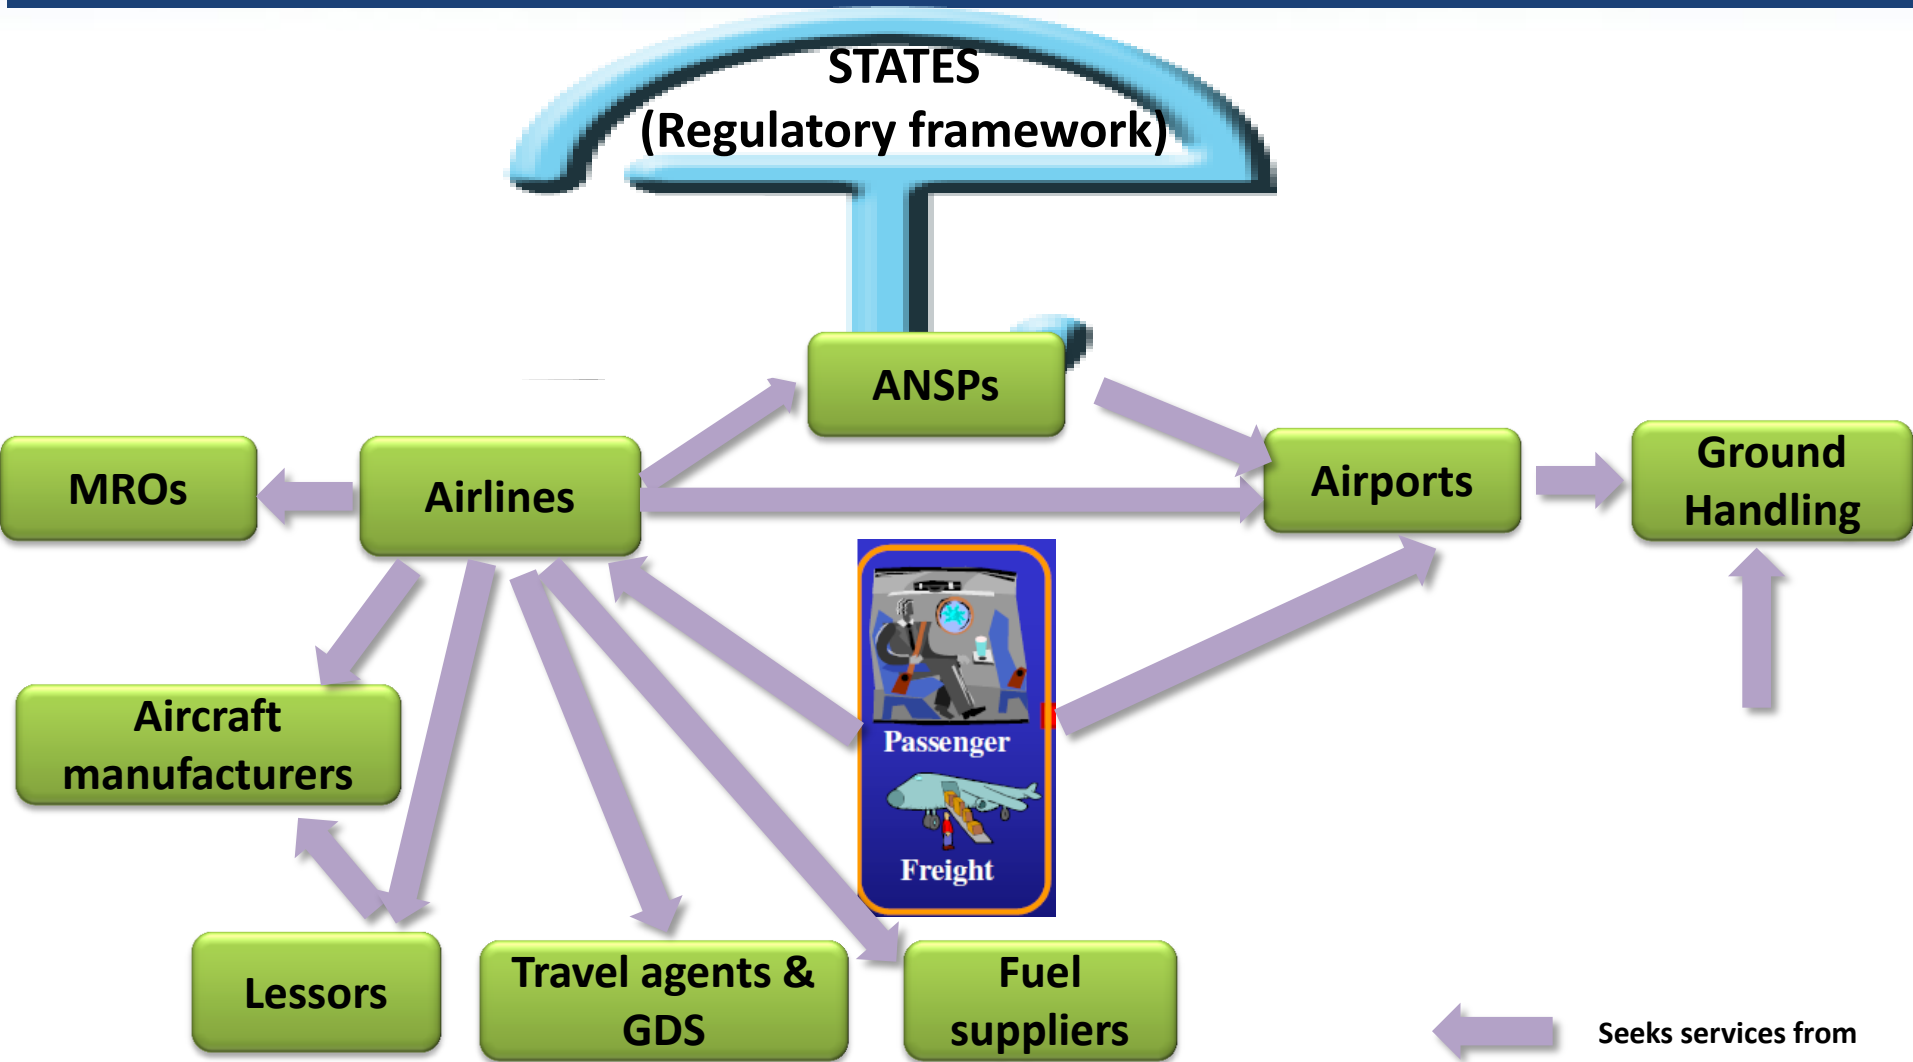 STATES
(Regulatory framework)
ANSPs
MROs
Airlines
Airports
Ground
Handling
Aircraft
manufacturers
Passenger
Freight
Lessors
Travel agents &
GDS
Fuel
suppliers
Seeks services from